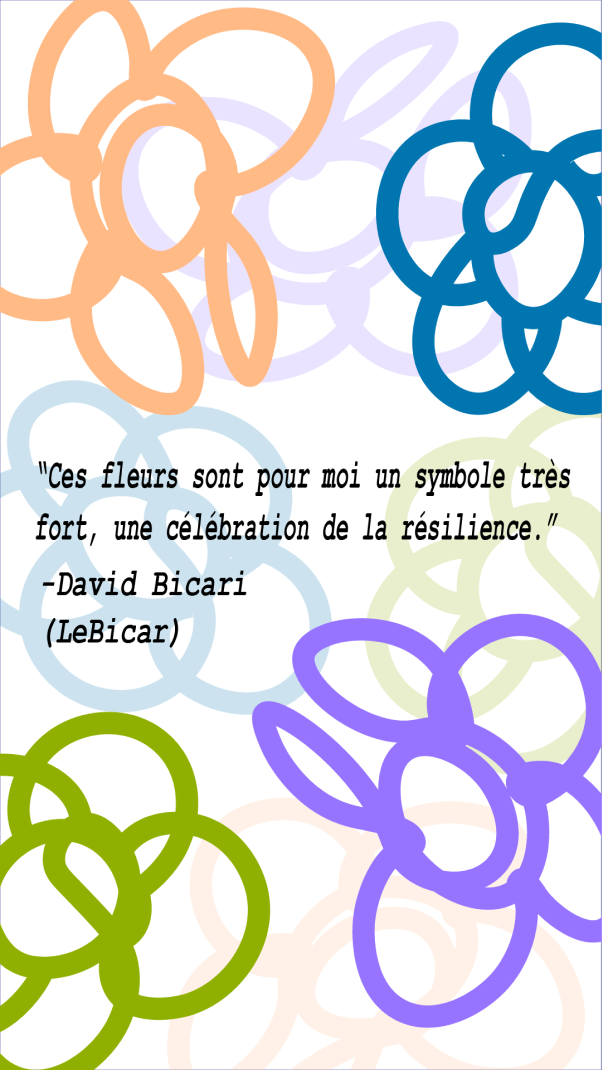 “Ces fleurs sont pour moi un symbole très
fort, une célébration de la résilience.”
-David Bicari
(LeBicar)